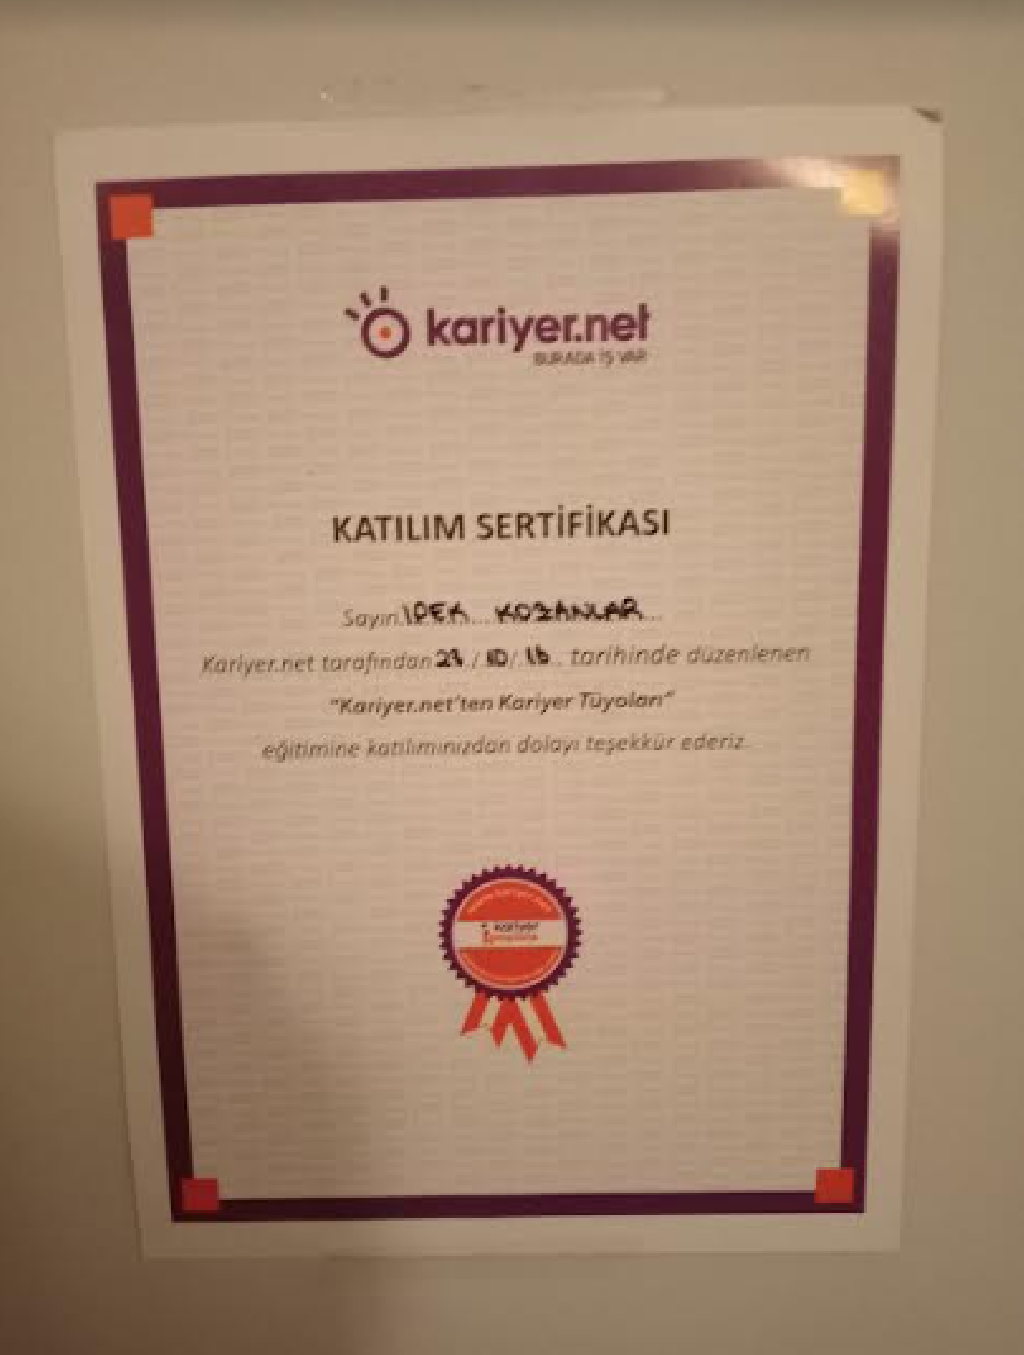 kariyer.net
BURADA İŞ VAR
KATILIM SERTİFİKASI
Sayın İPEK KOZANLAR
Kariyer.net tarafından / 10 / 16 tarihinde düzenlenen
"Kariyer.net'ten Kariyer Tüyoları"
eğitimine katılımınızdan dolayı teşekkür ederiz.
kariyer